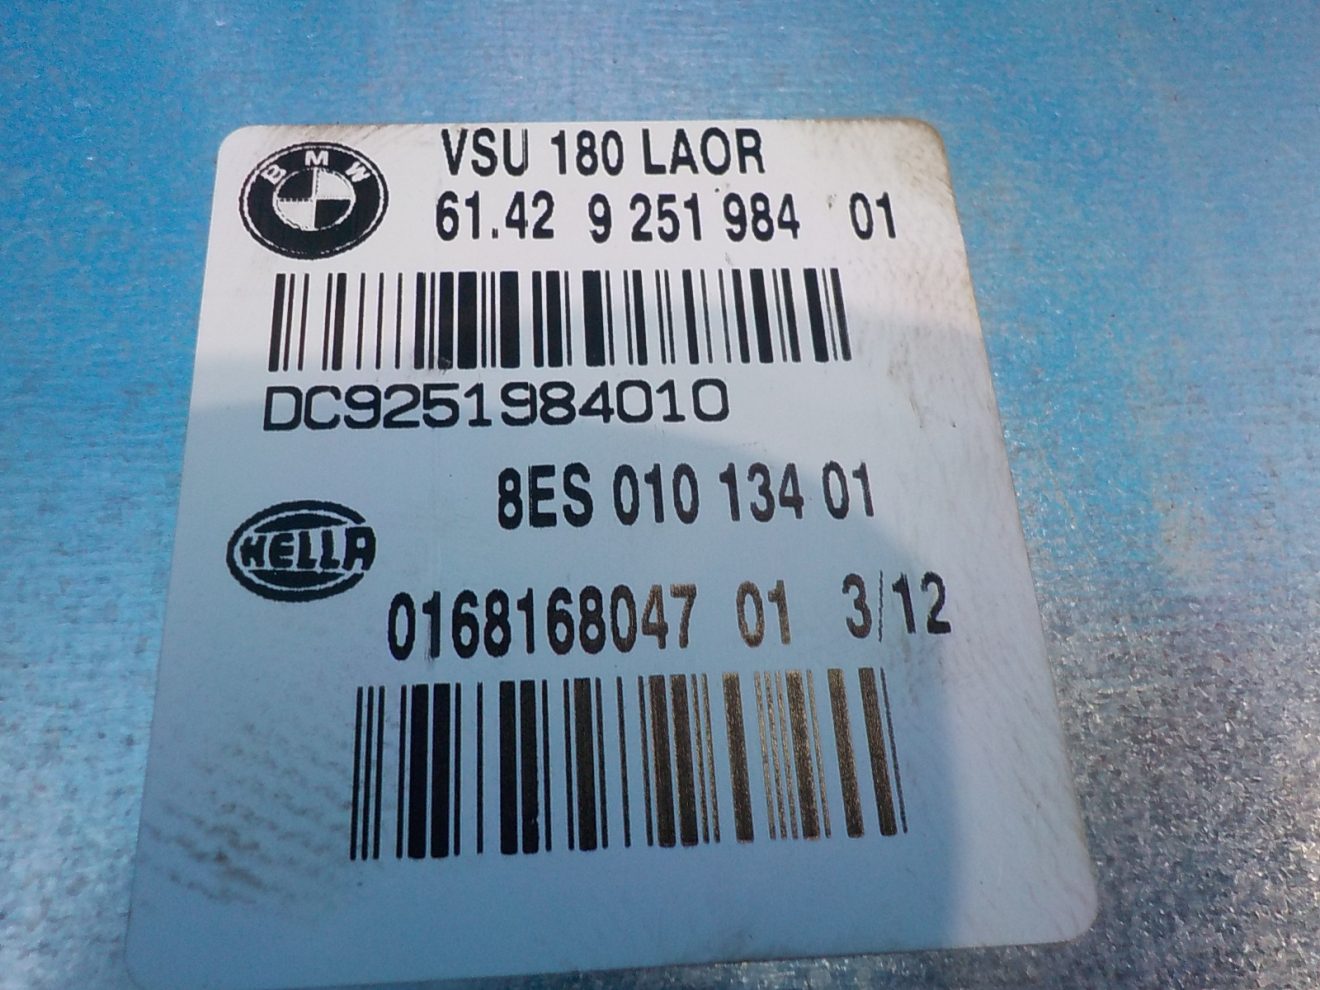 BMW
VSU 180 LAOR
61.42 9 251 984 01
DC9251984010
8ES 010 134 01
HELLA
0168168047 01 3/12